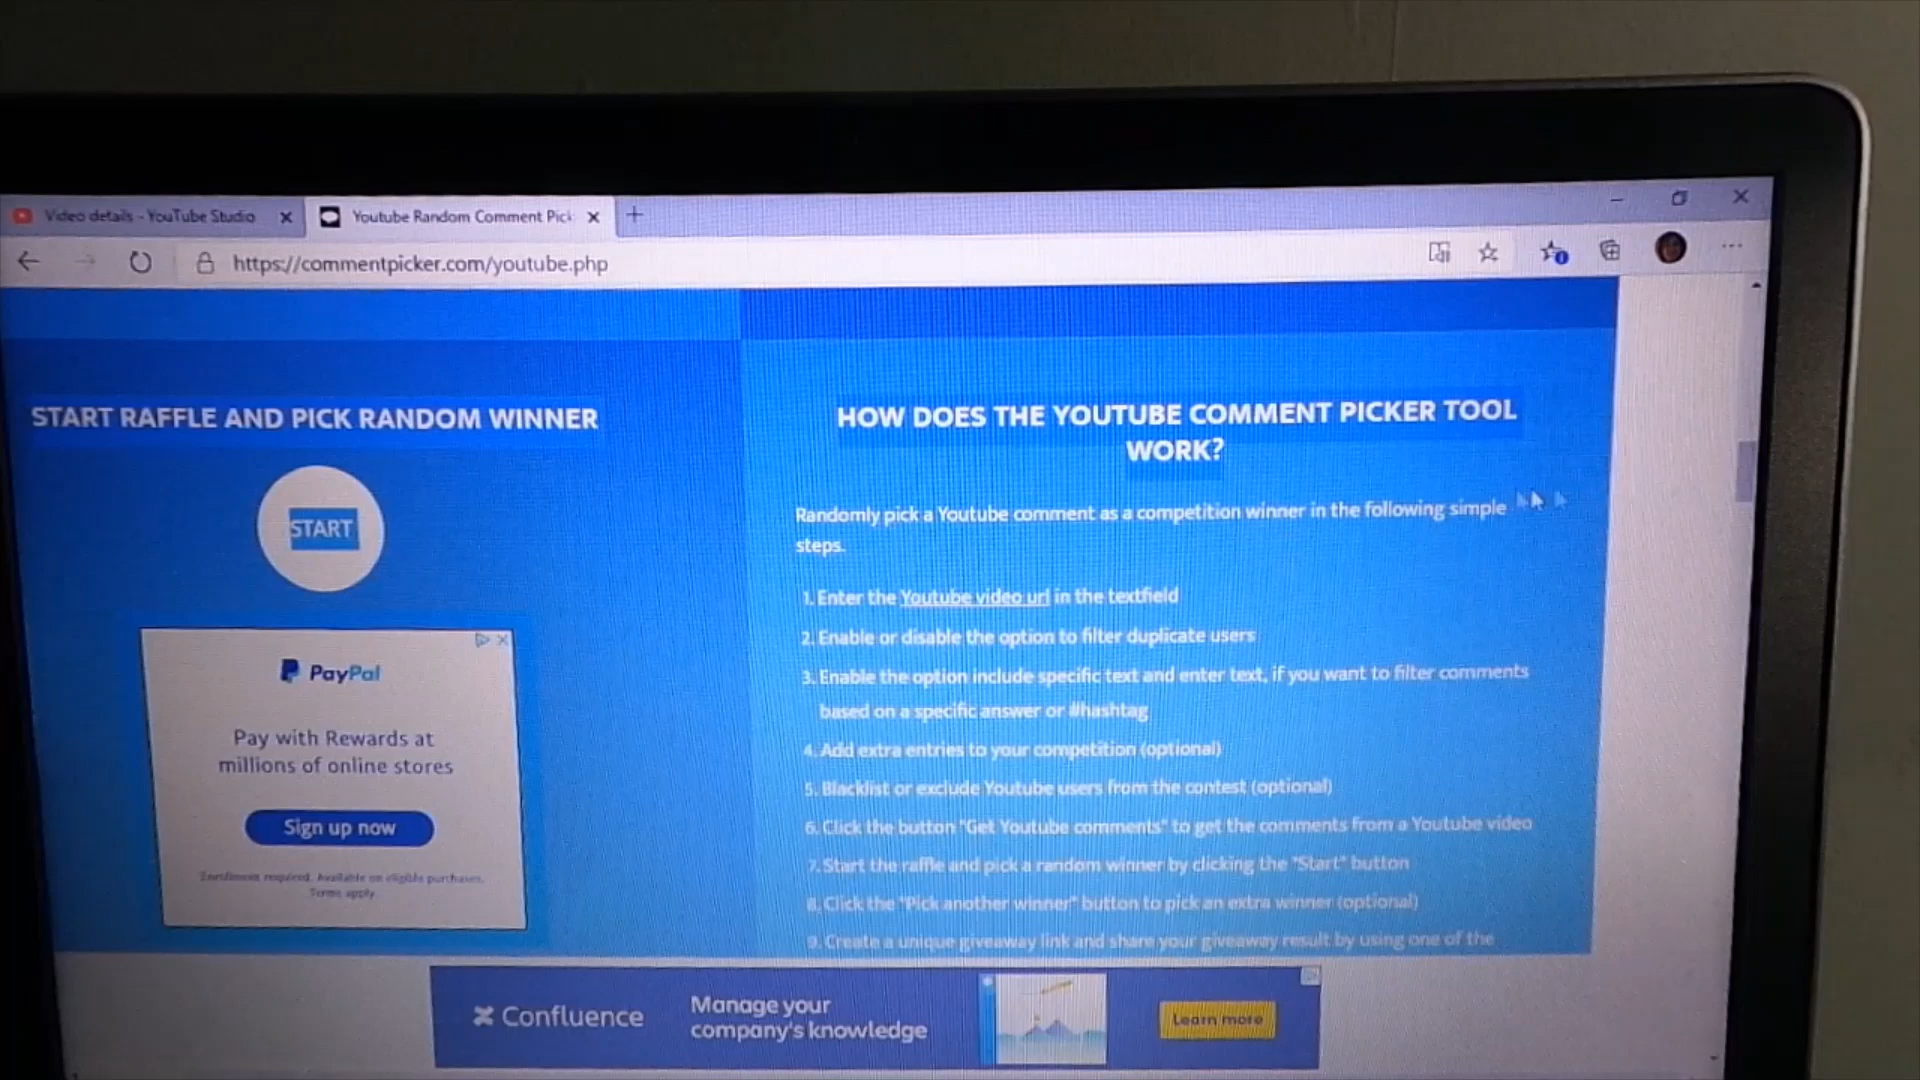 Video details - YouTube Studio
Youtube Random Comment Pick
https://commentpicker.com/youtube.php
START RAFFLE AND PICK RANDOM WINNER
START
PayPal
Pay with Rewards at
millions of online stores
Sign up now
Enrollment required. Available on eligible purchases.
Terms apply.
HOW DOES THE YOUTUBE COMMENT PICKER TOOL
WORK?
Randomly pick a Youtube comment as a competition winner in the following simple
steps.
1. Enter the Youtube video url in the textfield
2. Enable or disable the option to filter duplicate users
3. Enable the option include specific text and enter text, if you want to filter comments
based on a specific answer or #hashtag
4. Add extra entries to your competition (optional)
5. Blacklist or exclude Youtube users from the contest (optional)
6. Click the button "Get Youtube comments" to get the comments from a Youtube video
7. Start the raffle and pick a random winner by clicking the "Start" button
8. Click the "Pick another winner" button to pick an extra winner (optional)
9. Create a unique giveaway link and share your giveaway result by using one of the
Confluence
Manage your
company's knowledge
Learn more